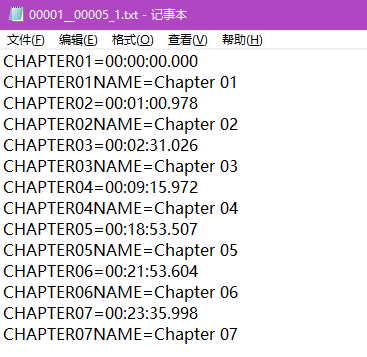 00001__00005_1.txt - 记事本
文件(F) 编辑(E) 格式(O) 查看(V) 帮助(H)
CHAPTER01=00:00:00.000
CHAPTER01NAME=Chapter 01
CHAPTER02=00:01:00.978
CHAPTER02NAME=Chapter 02
CHAPTER03=00:02:31.026
CHAPTER03NAME=Chapter 03
CHAPTER04=00:09:15.972
CHAPTER04NAME=Chapter 04
CHAPTER05=00:18:53.507
CHAPTER05NAME=Chapter 05
CHAPTER06=00:21:53.604
CHAPTER06NAME=Chapter 06
CHAPTER07=00:23:35.998
CHAPTER07NAME=Chapter 07